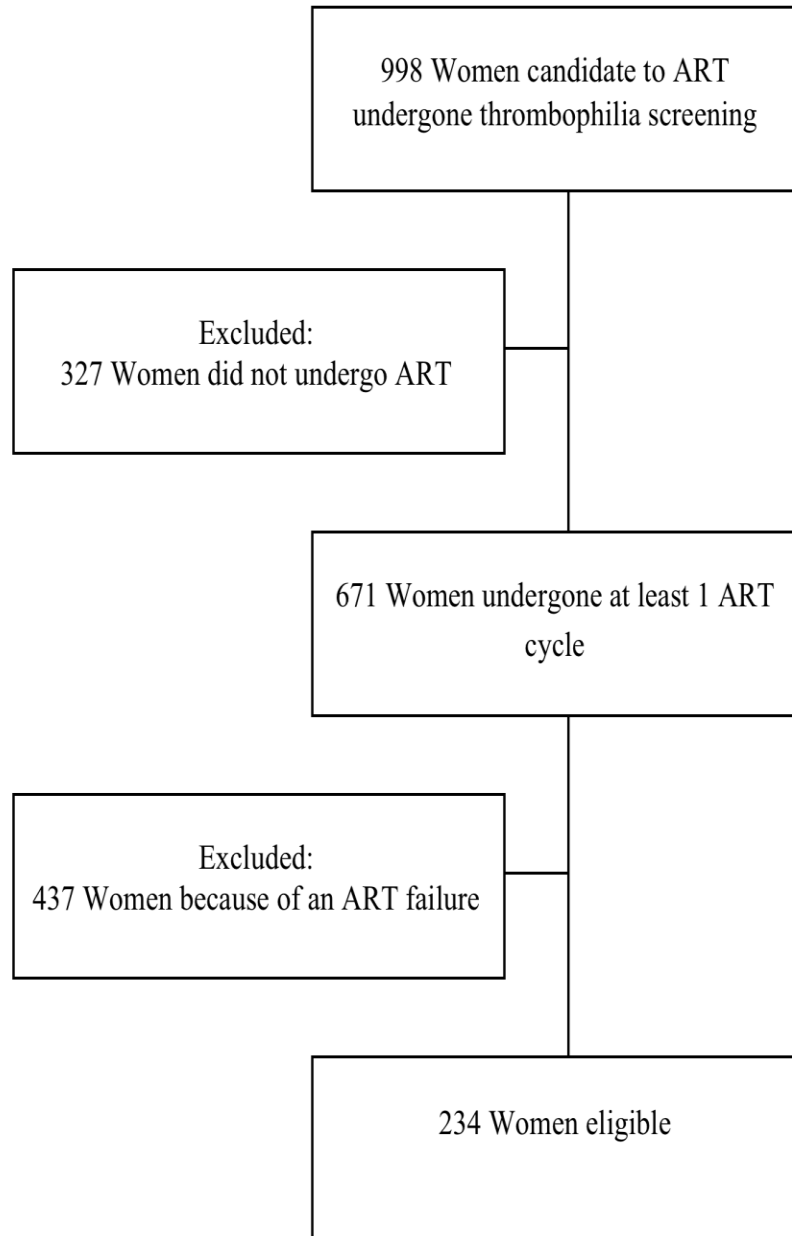 998 Women candidate to ART
undergone thrombophilia screening
Excluded:
327 Women did not undergo ART
671 Women undergone at least 1 ART
cycle
Excluded:
437 Women because of an ART failure
234 Women eligible